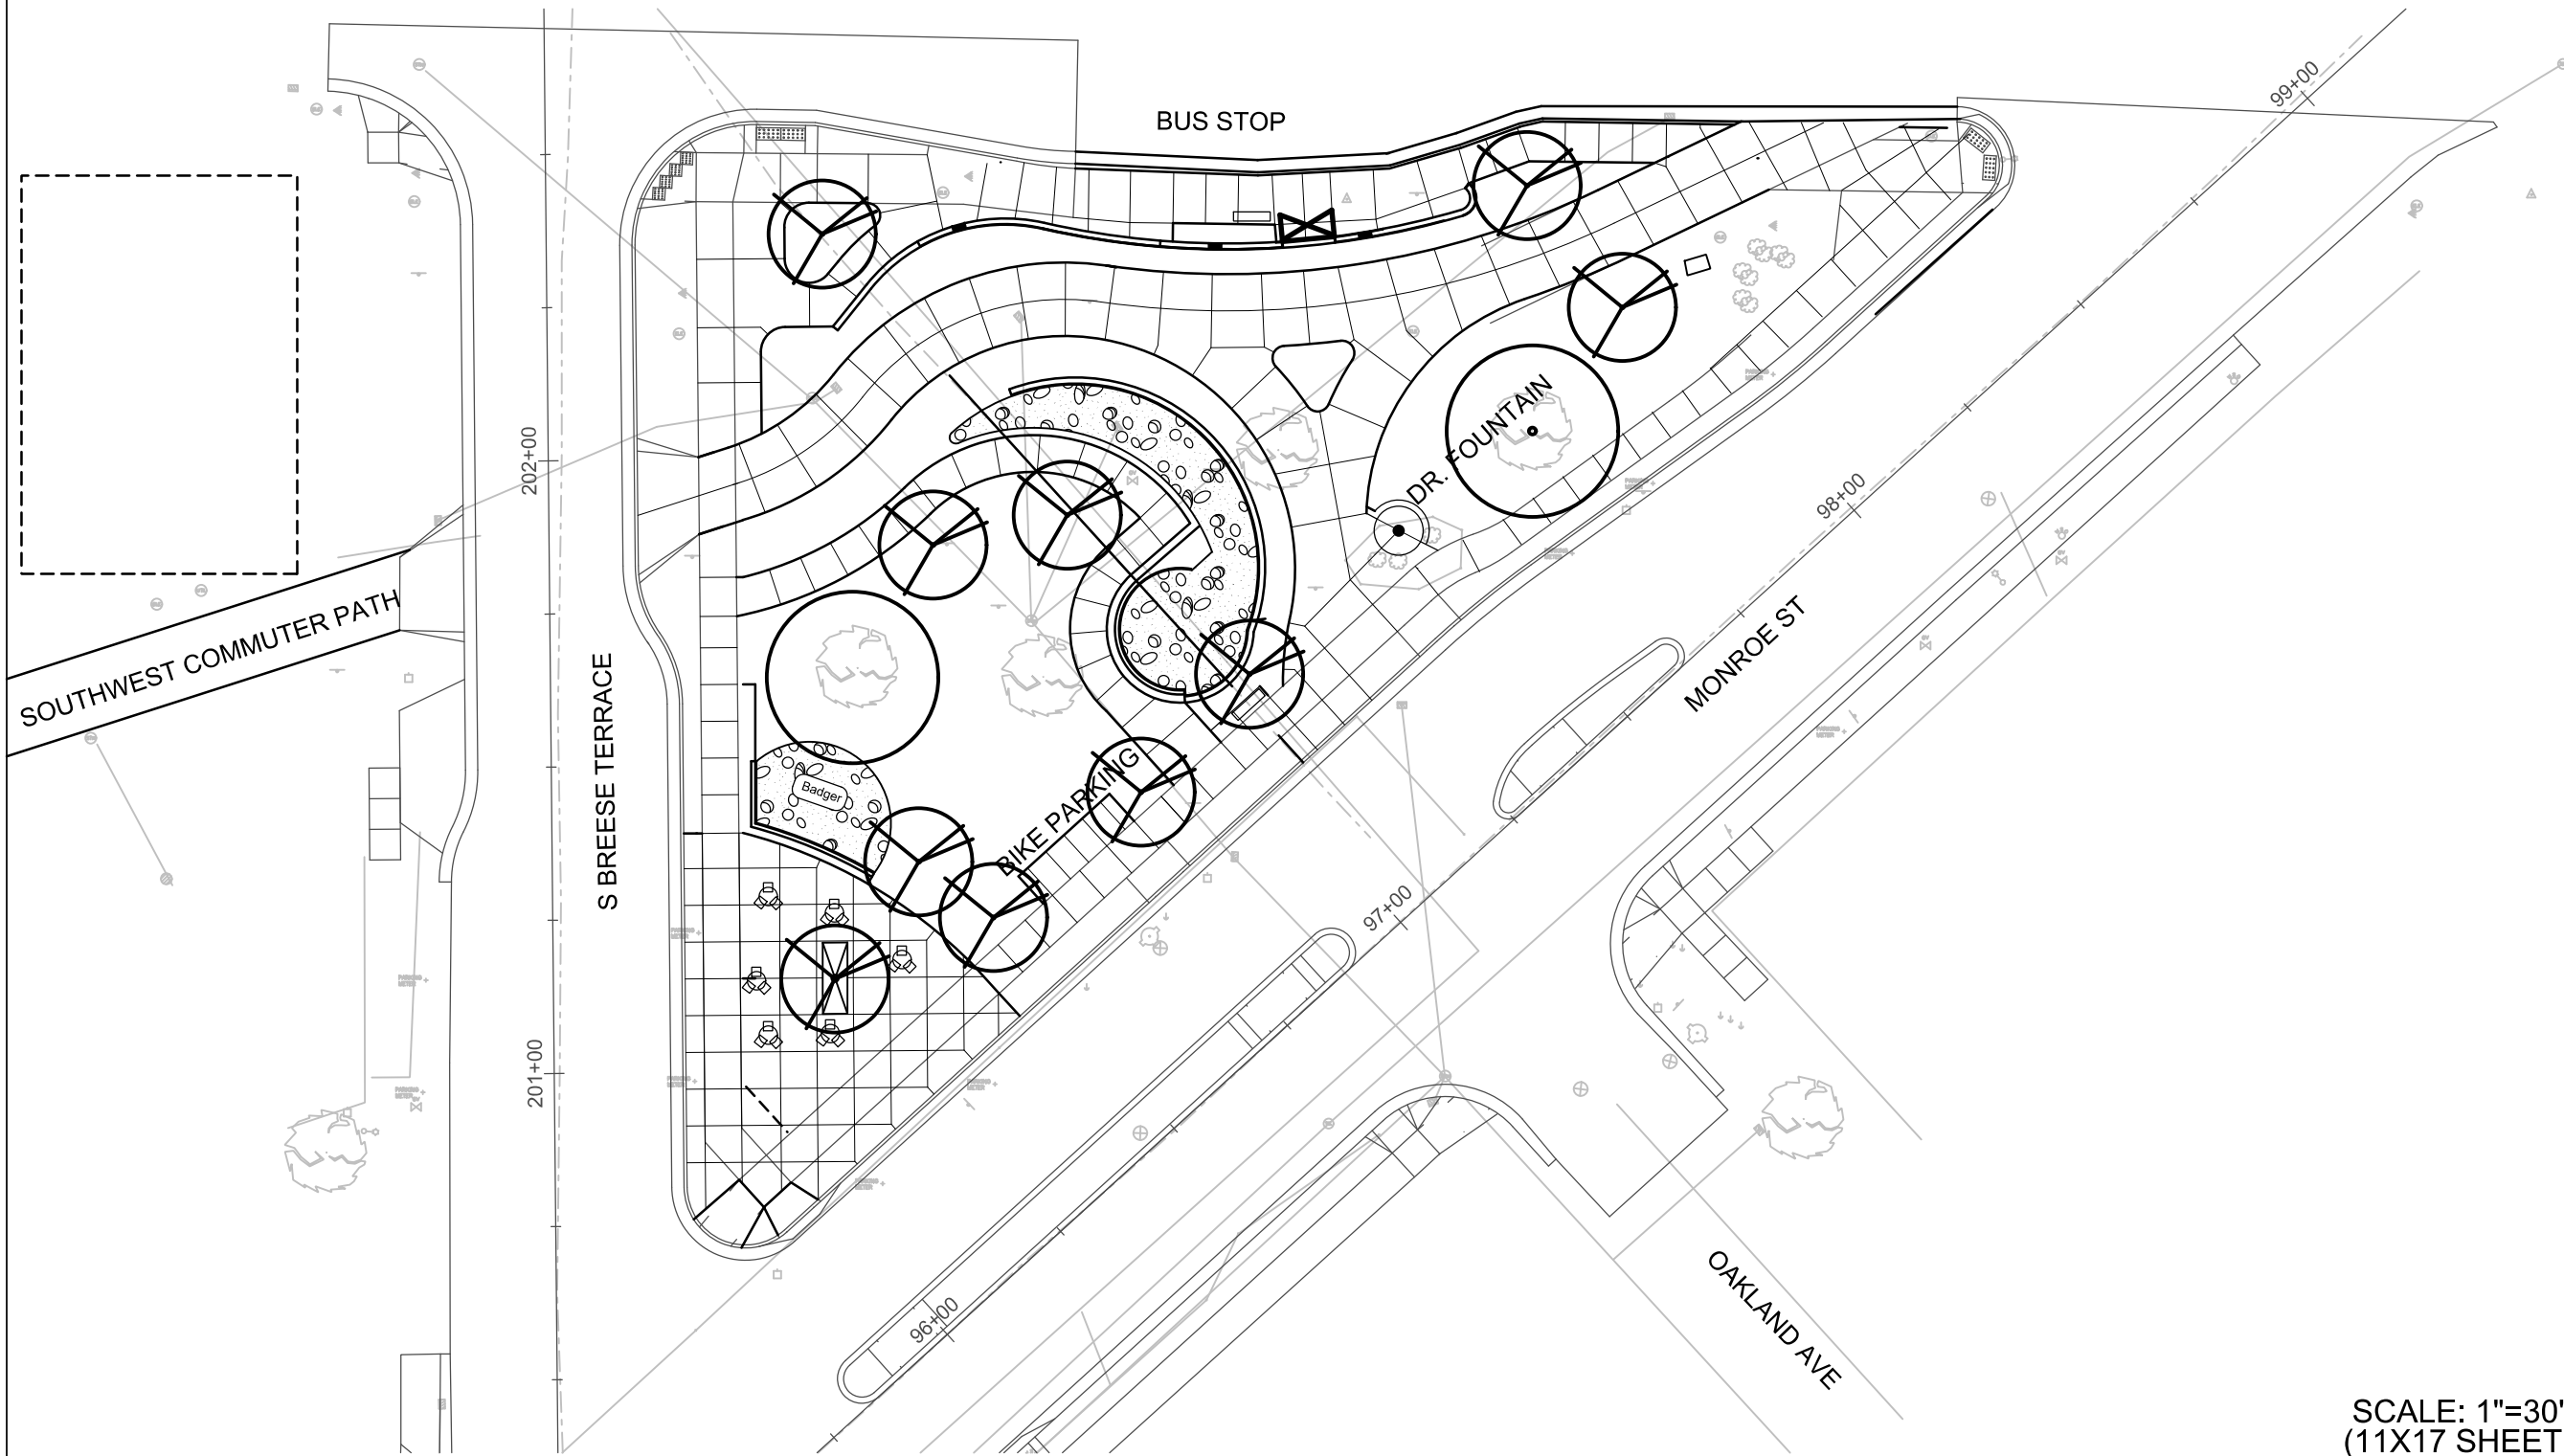 BUS STOP
99+00
DR. FOUNTAIN
202+00
98+00
SOUTHWEST COMMUTER PATH
MONROE ST
S BREESE TERRACE
Badger
BIKE PARKING
97+00
201+00
OAKLAND AVE
96+00
SCALE: 1"=30'
(11X17 SHEET